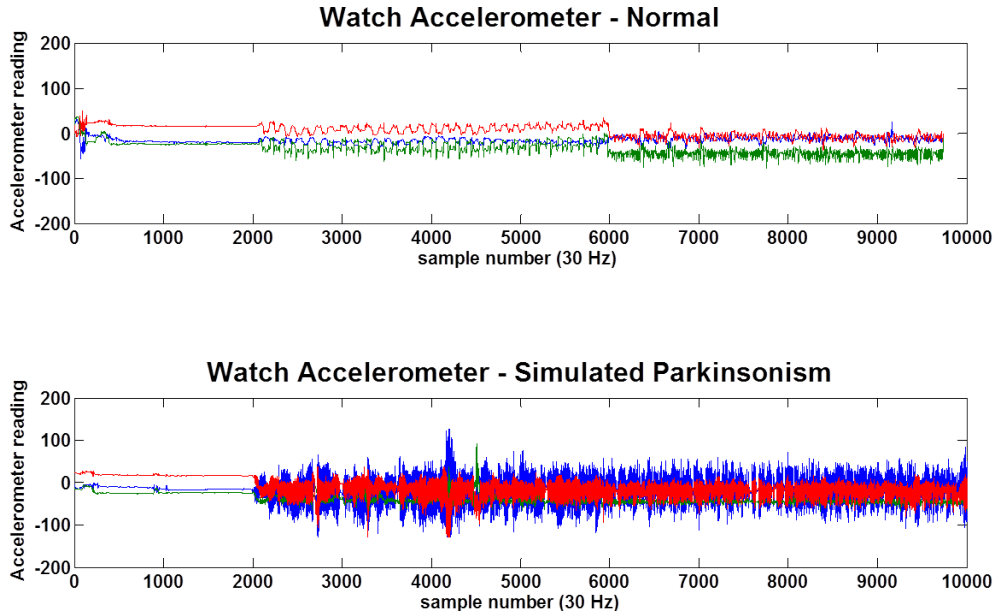 Watch Accelerometer - Normal
Accelerometer reading
200
100
0
-100
-200
0 1000 2000 3000 4000 5000 6000 7000 8000 9000 10000
sample number (30 Hz)
Watch Accelerometer - Simulated Parkinsonism
Accelerometer reading
200
100
0
-100
-200
0 1000 2000 3000 4000 5000 6000 7000 8000 9000 10000
sample number (30 Hz)